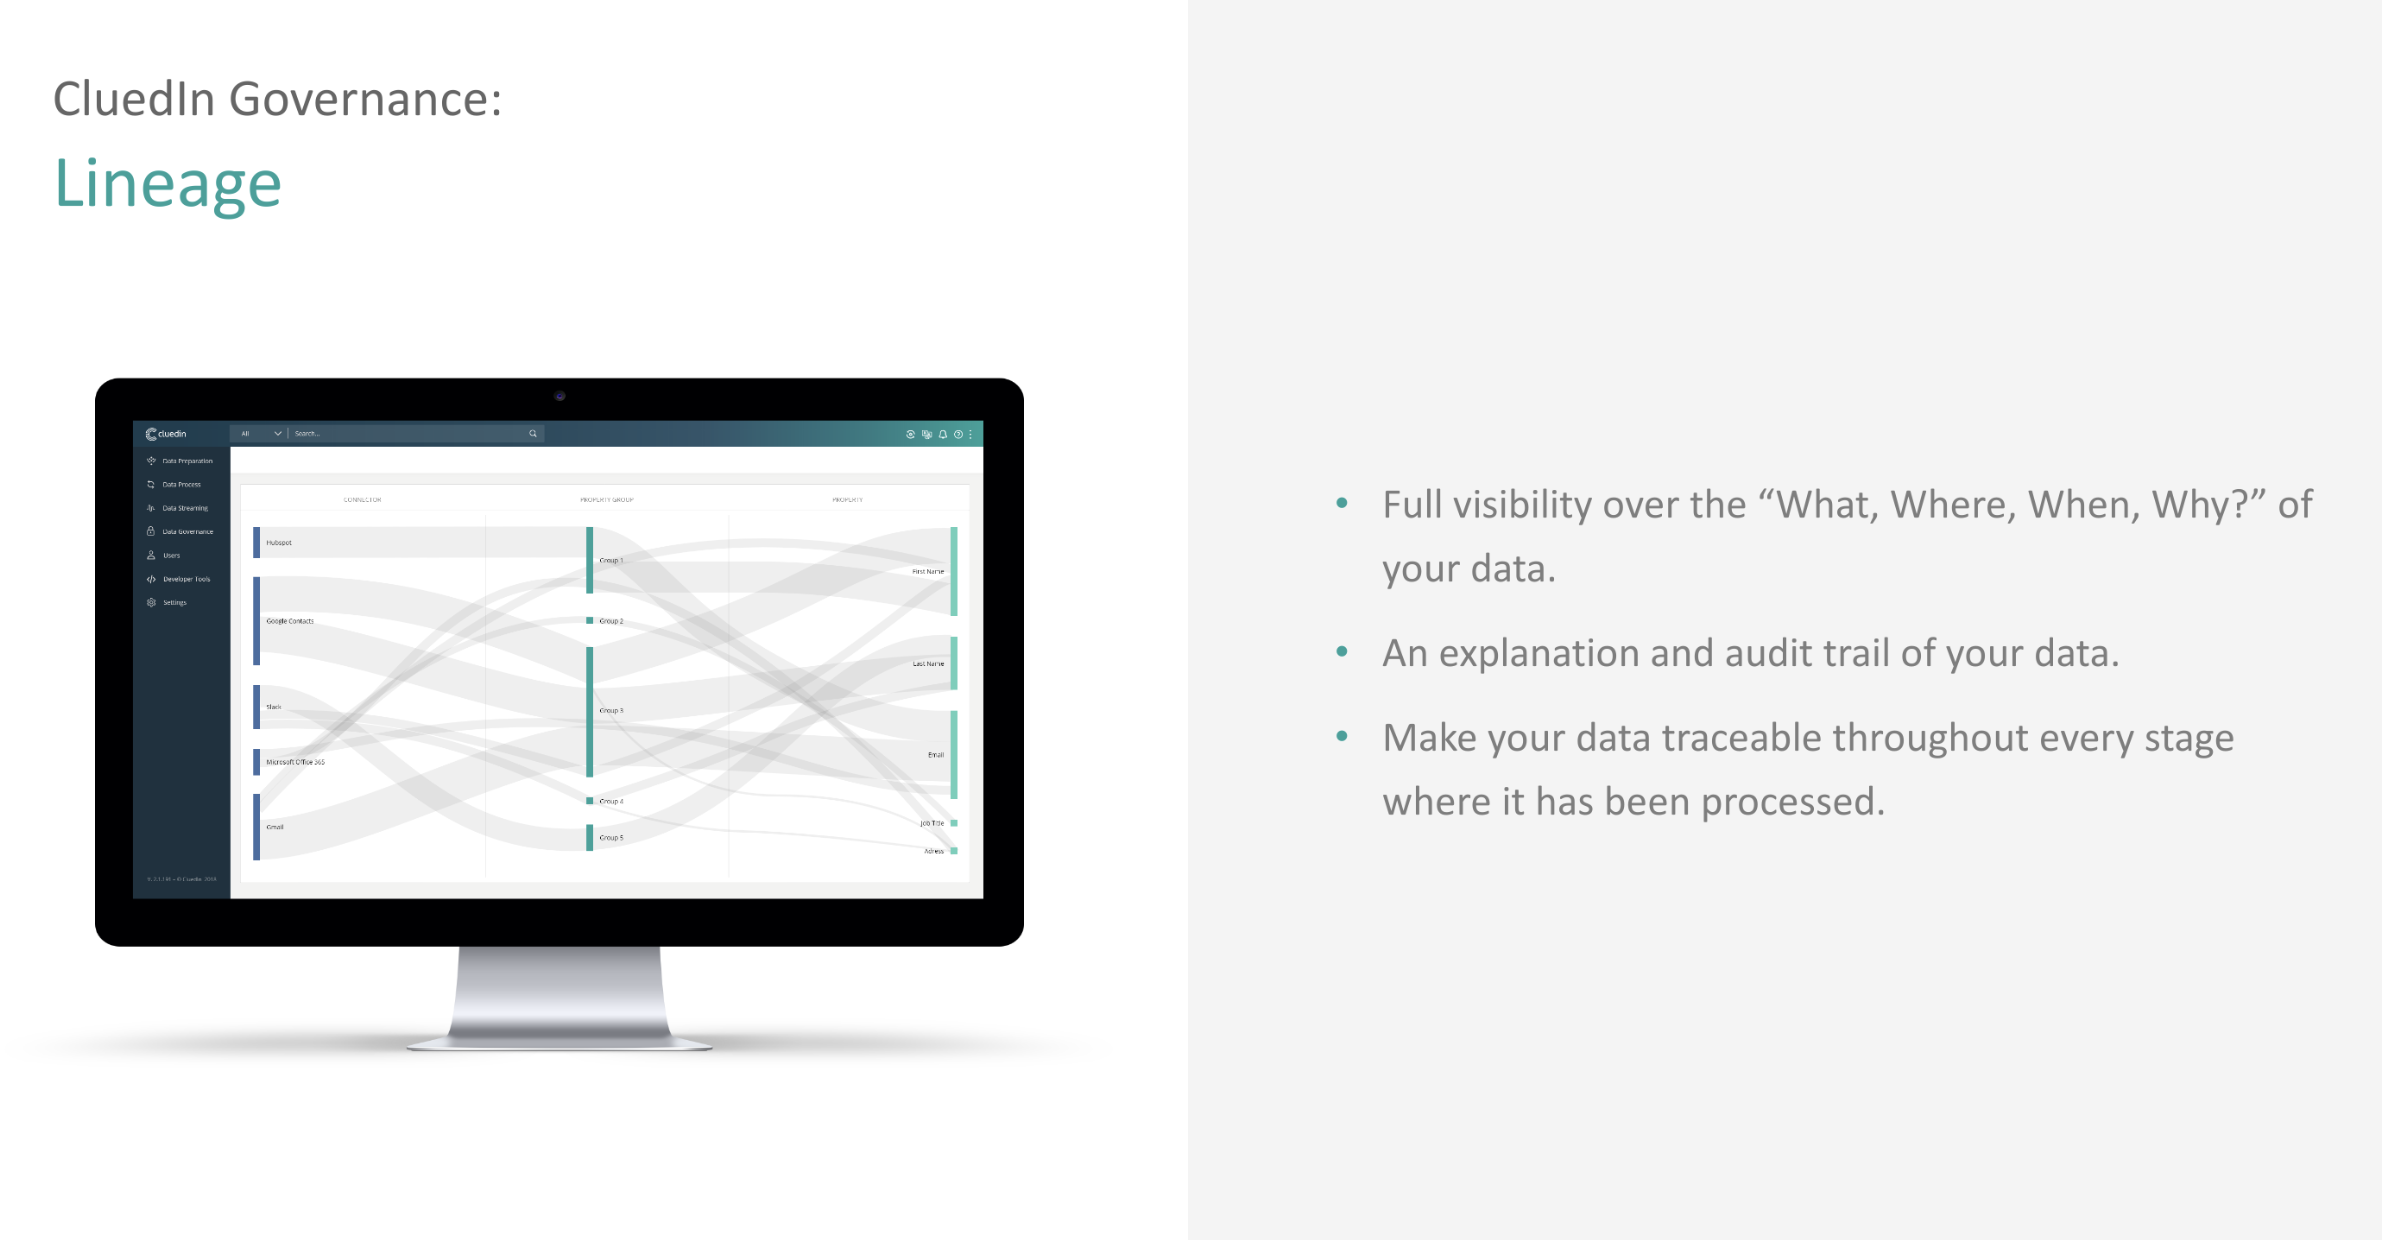 CluedIn Governance:
Lineage
cluedin
All
Search...
Data Preparation
Data Process
Data Streaming
Data Governance
Users
Developer Tools
Settings
CONNECTOR
PROPERTY GROUP
PROPERTY
Hubspot
Google Contacts
Slack
Microsoft Office 365
Gmail
Group 1
Group 2
Group 3
Group 4
Group 5
First Name
Last Name
Email
Job Title
Adress
• Full visibility over the “What, Where, When, Why?” of
your data.
• An explanation and audit trail of your data.
• Make your data traceable throughout every stage
where it has been processed.